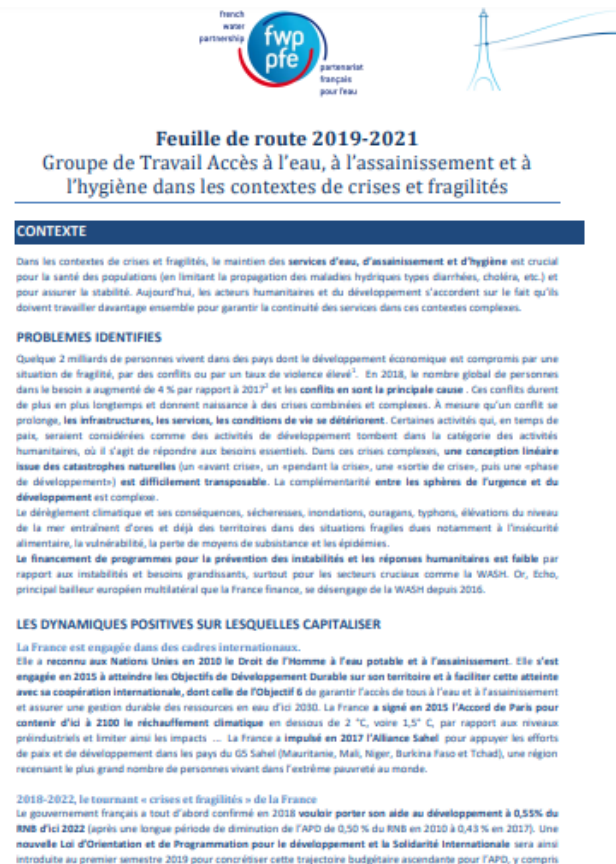 french
water
partnership
fwp
pfe
partenariat
français
pour l'eau
Feuille de route 2019-2021
Groupe de Travail Accès à l'eau, à l'assainissement et à
l'hygiène dans les contextes de crises et fragilités
CONTEXTE
Dans les contextes de crises et fragilités, le maintien des services d'eau, d'assainissement et d'hygiène est crucial
pour la santé des populations (en limitant la propagation des maladies hydriques types diarrhées, choléra, etc.) et
pour assurer la stabilité. Aujourd'hui, les acteurs humanitaires et du développement s'accordent sur le fait qu'ils
doivent travailler davantage ensemble pour garantir la continuité des services dans ces contextes complexes.
PROBLEMES IDENTIFIES
Quelque 2 milliards de personnes vivent dans des pays dont le développement économique est compromis par une
situation de fragilité, par des conflits ou par un taux de violence élevé¹. En 2018, le nombre global de personnes
dans le besoin a augmenté de 4 % par rapport à 2017² et les conflits en sont la principale cause . Ces conflits durent
de plus en plus longtemps et donnent naissance à des crises combinées et complexes. À mesure qu'un conflit se
prolonge, les infrastructures, les services, les conditions de vie se détériorent. Certaines activités qui, en temps de
paix, seraient considérées comme des activités de développement tombent dans la catégorie des activités
humanitaires, où il s'agit de répondre aux besoins essentiels. Dans ces crises complexes, une conception linéaire
issue des catastrophes naturelles (un «avant crise», un «pendant la crise», une «sortie de crise», puis une «phase
de développement») est difficilement transposable. La complémentarité entre les sphères de l'urgence et du
développement est complexe.
Le dérèglement climatique et ses conséquences, sécheresses, inondations, ouragans, typhons, élévations du niveau
de la mer entraînent d'ores et déjà des territoires dans des situations fragiles dues notamment à l'insécurité
alimentaire, la vulnérabilité, la perte de moyens de subsistance et les épidémies.
Le financement de programmes pour la prévention des instabilités et les réponses humanitaires est faible par
rapport aux instabilités et besoins grandissants, surtout pour les secteurs cruciaux comme la WASH. Or, Echo,
principal bailleur européen multilatéral que la France finance, se désengage de la WASH depuis 2016.
LES DYNAMIQUES POSITIVES SUR LESQUELLES CAPITALISER
La France est engagée dans des cadres internationaux.
Elle a reconnu aux Nations Unies en 2010 le Droit de l'Homme à l'eau potable et à l'assainissement. Elle s'est
engagée en 2015 à atteindre les Objectifs de Développement Durable sur son territoire et à faciliter cette atteinte
avec sa coopération internationale, dont celle de l'Objectif 6 de garantir l'accès de tous à l'eau et à l'assainissement
et assurer une gestion durable des ressources en eau d'ici 2030. La France a signé en 2015 l'Accord de Paris pour
contenir d'ici à 2100 le réchauffement climatique en dessous de 2 °C, voire 1,5° C, par rapport aux niveaux
préindustriels et limiter ainsi les impacts ... La France a impulsé en 2017 l'Alliance Sahel pour appuyer les efforts
de paix et de développement dans les pays du G5 Sahel (Mauritanie, Mali, Niger, Burkina Faso et Tchad), une région
recensant le plus grand nombre de personnes vivant dans l'extrême pauvreté au monde.
2018-2022, le tournant « crises et fragilités » de la France
Le gouvernement français a tout d'abord confirmé en 2018 vouloir porter son aide au développement à 0,55% du
RNB d'ici 2022 (après une longue période de diminution de l'APD de 0,50 % du RNB en 2010 à 0,43 % en 2017). Une
nouvelle Loi d'Orientation et de Programmation pour le développement et la Solidarité Internationale sera ainsi
introduite au premier semestre 2019 pour concrétiser cette trajectoire budgétaire ascendante pour l'APD, y compris